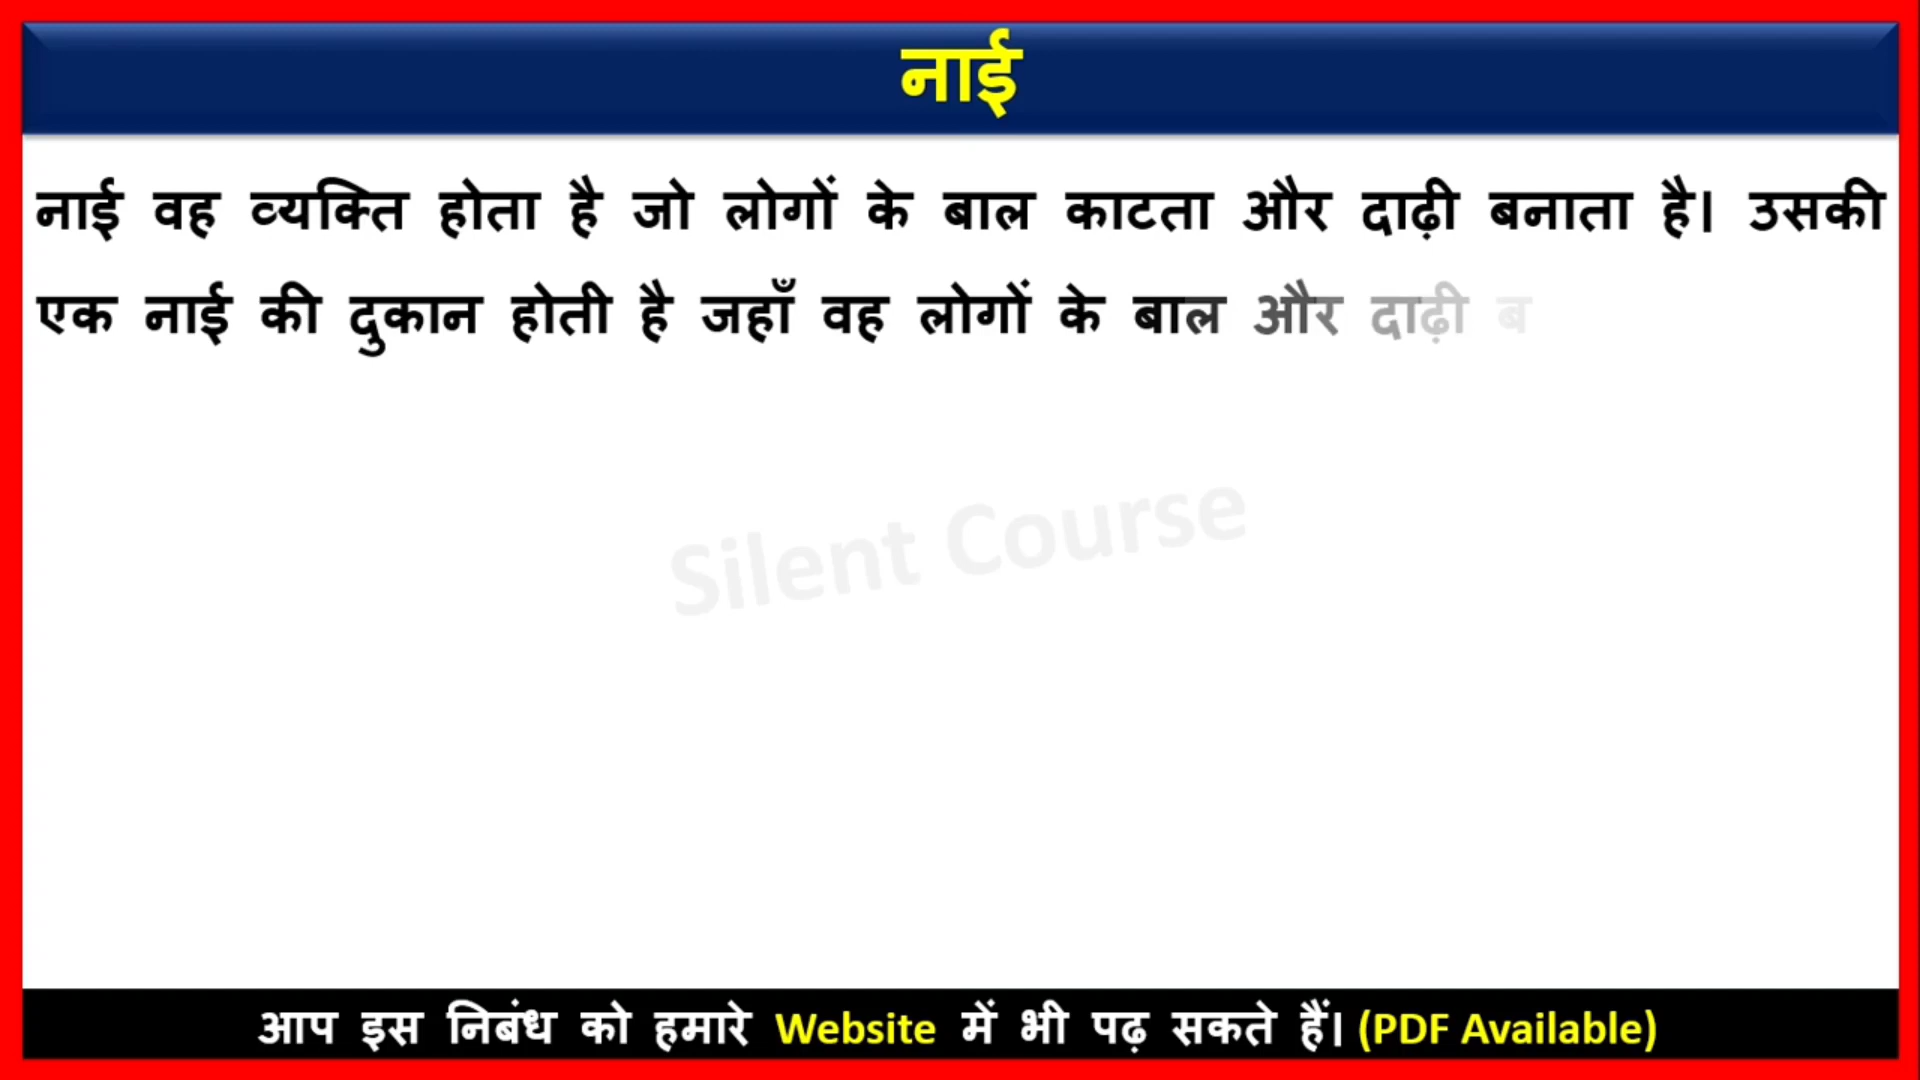 नाई
नाई वह व्यक्ति होता है जो लोगों के बाल काटता और दाढ़ी बनाता है। उसकी
एक नाई की दुकान होती है जहाँ वह लोगों के बाल और दाढ़ी ब
Silent Course
आप इस निबंध को हमारे Website में भी पढ़ सकते हैं। (PDF Available)